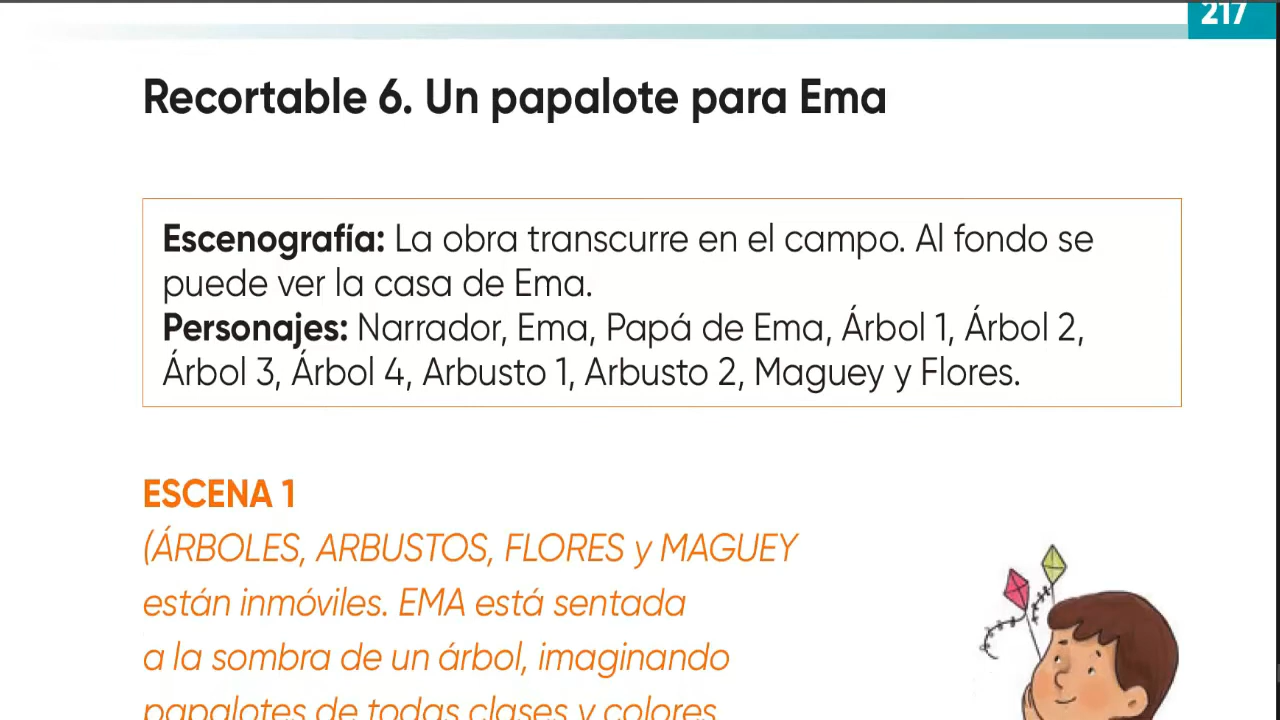 217
Recortable 6. Un papalote para Ema
Escenografía: La obra transcurre en el campo. Al fondo se
puede ver la casa de Ema.
Personajes: Narrador, Ema, Papá de Ema, Árbol 1, Árbol 2,
Árbol 3, Árbol 4, Arbusto 1, Arbusto 2, Maguey y Flores.
ESCENA 1
(ÁRBOLES, ARBUSTOS, FLORES y MAGUEY
están inmóviles. EMA está sentada
a la sombra de un árbol, imaginando
papalotes de todas clases y colores